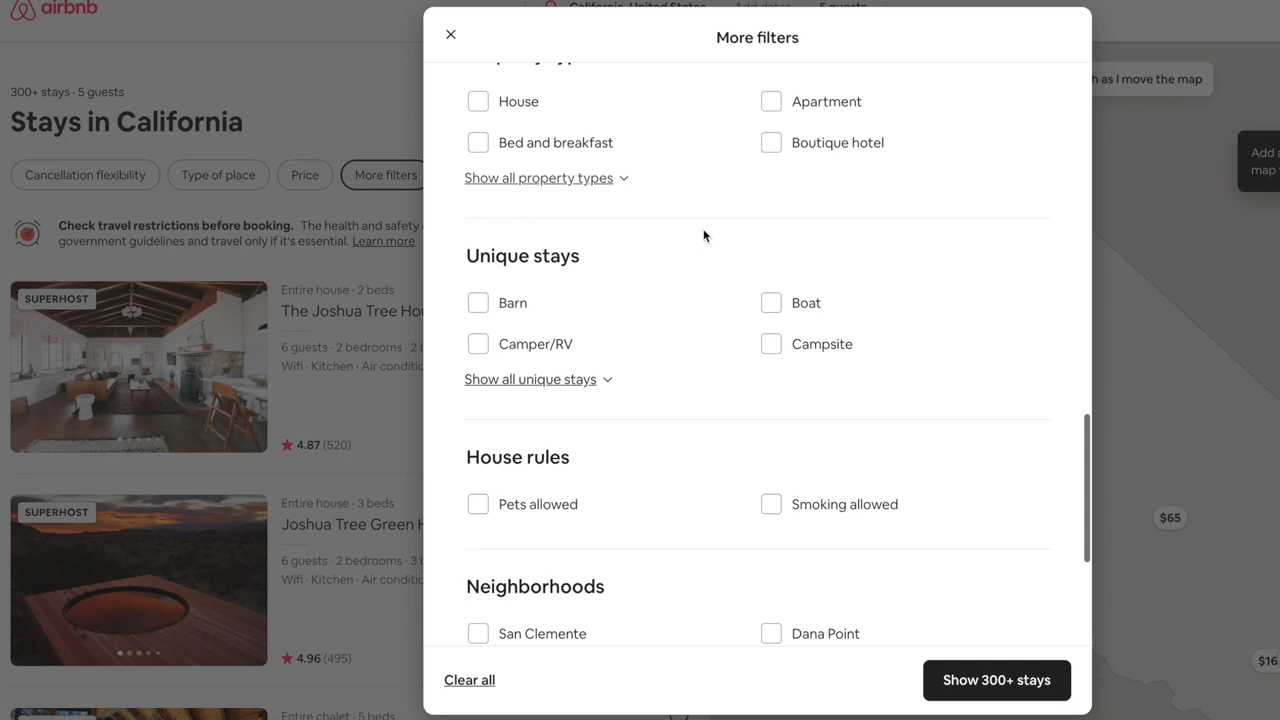 airbnb
More filters
h as I move the map
300+ stays · 5 guests
Stays in California
Cancellation flexibility
Type of place
Price
More filters
Check travel restrictions before booking. The health and safety
government guidelines and travel only if it's essential. Learn more
SUPERHOST
Entire house · 2 beds
The Joshua Tree Hou
6 guests · 2 bedrooms · 2 b
Wifi · Kitchen · Air conditio
4.87 (520)
SUPERHOST
Entire house · 3 beds
Joshua Tree Green H
6 guests · 2 bedrooms · 3 b
Wifi · Kitchen · Air conditio
4.96 (495)
Entire chalet · 5 beds
House
Apartment
Bed and breakfast
Boutique hotel
Show all property types
Unique stays
Barn
Boat
Camper/RV
Campsite
Show all unique stays
House rules
Pets allowed
Smoking allowed
Neighborhoods
San Clemente
Dana Point
Clear all
Show 300+ stays
Add a
map
$65
$16